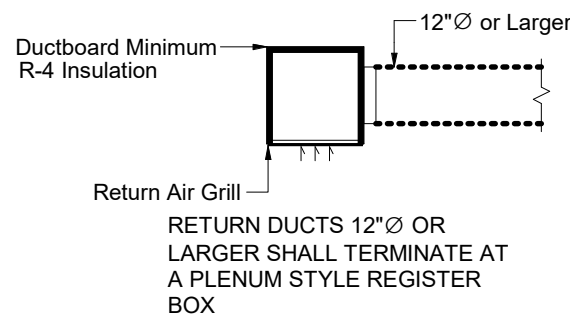 12"∅ or Larger
Ductboard Minimum
R-4 Insulation
Return Air Grill
RETURN DUCTS 12"∅ OR
LARGER SHALL TERMINATE AT
A PLENUM STYLE REGISTER
BOX